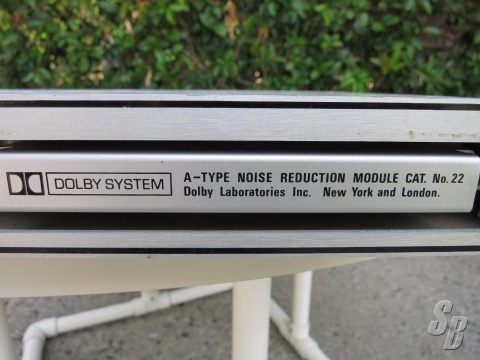 DOLBY SYSTEM
A-TYPE NOISE REDUCTION MODULE CAT. No. 22
Dolby Laboratories Inc. New York and London.
SB